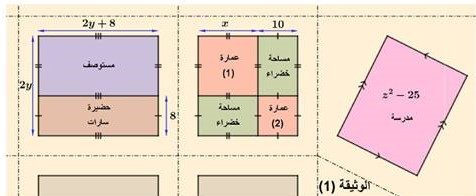 2y + 8
x
10
مستوصف
2y
حضيرة
سارات
8
عمارة
(1)
مساحة
خضراء
مساحة
خضراء
عمارة
(2)
z² − 25
مدرسة
الوثيقة (1)